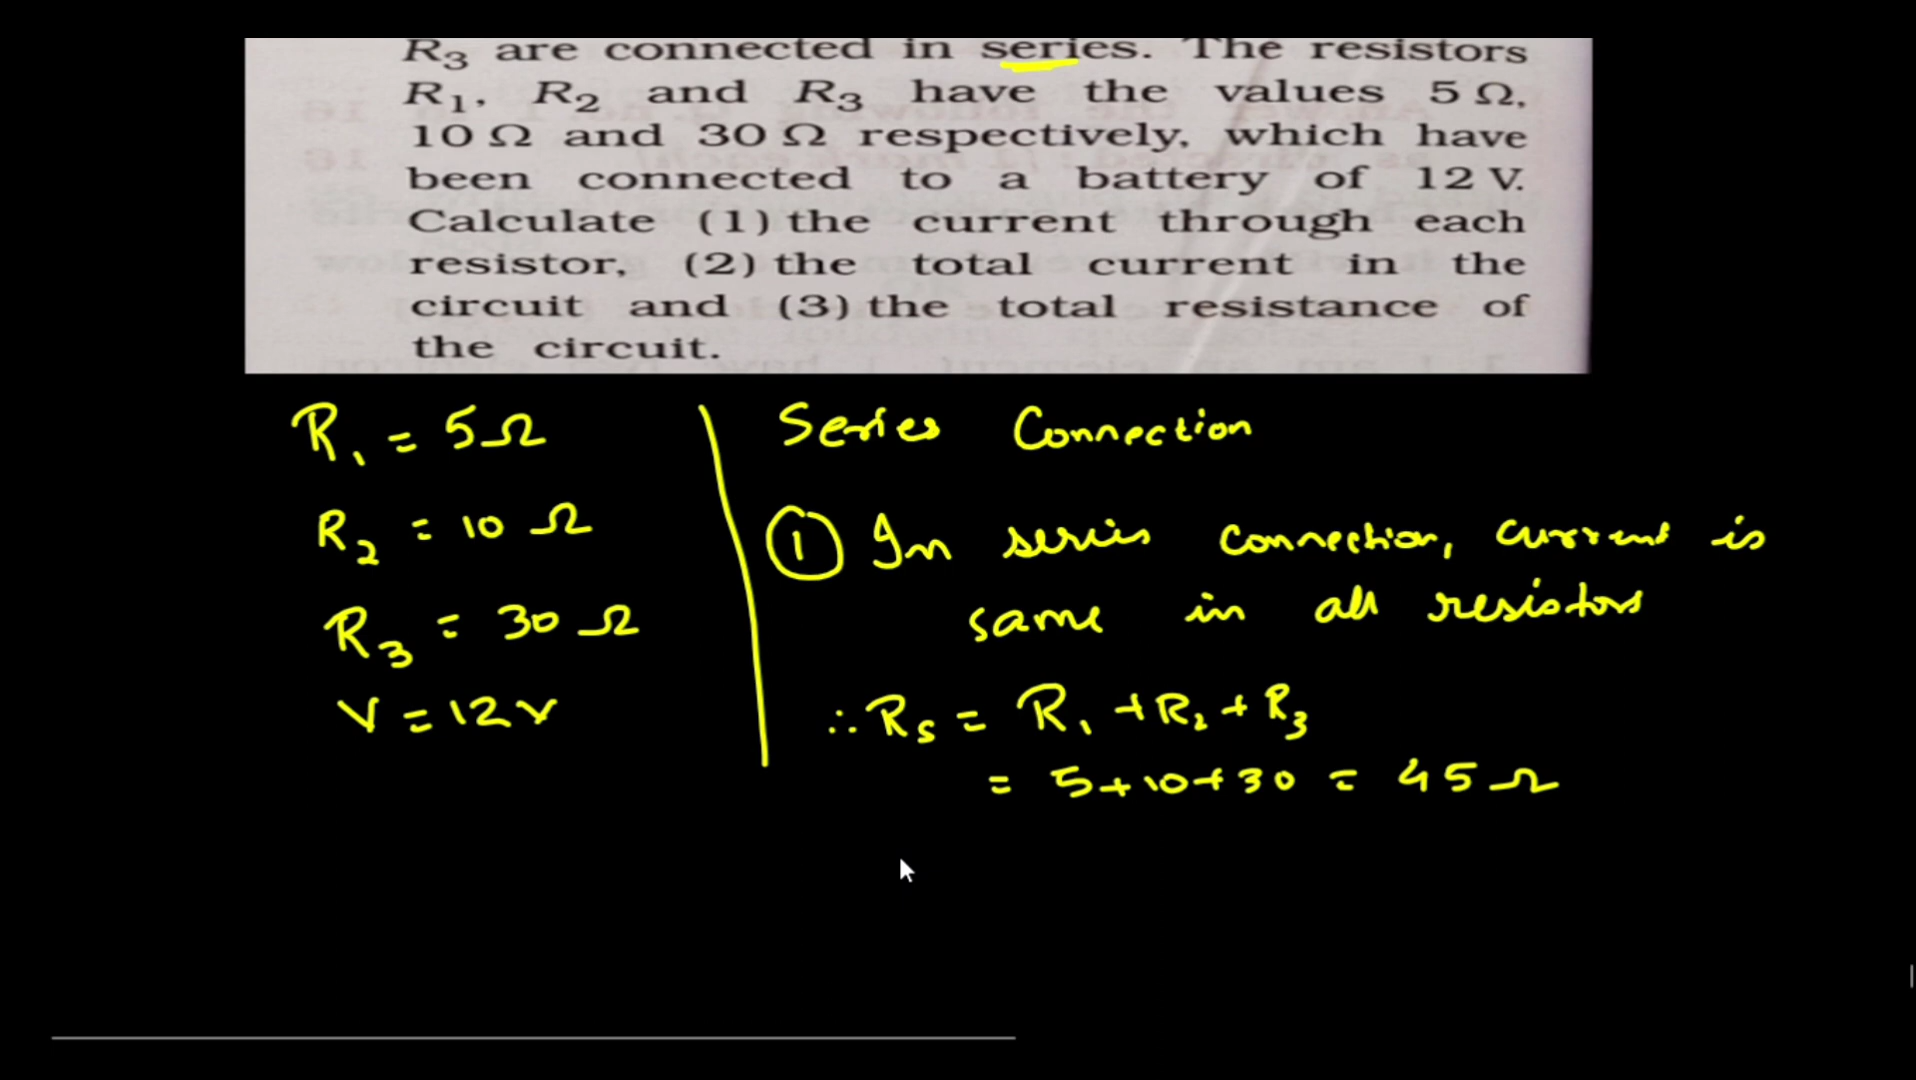 R3 are connected in series. The resistors
R1, R2 and R3 have the values 5 Ω,
10 Ω and 30 Ω respectively, which have
been connected to a battery of 12 V.
Calculate (1) the current through each
resistor, (2) the total current in the
circuit and (3) the total resistance of
the circuit.
R1 = 5Ω
R2 = 10 Ω
R3 = 30 Ω
V = 12V
Series Connection
① In series connection, current is
same in all resistors
∴ Rs = R1 + R2 + R3
= 5+10+30 = 45 Ω